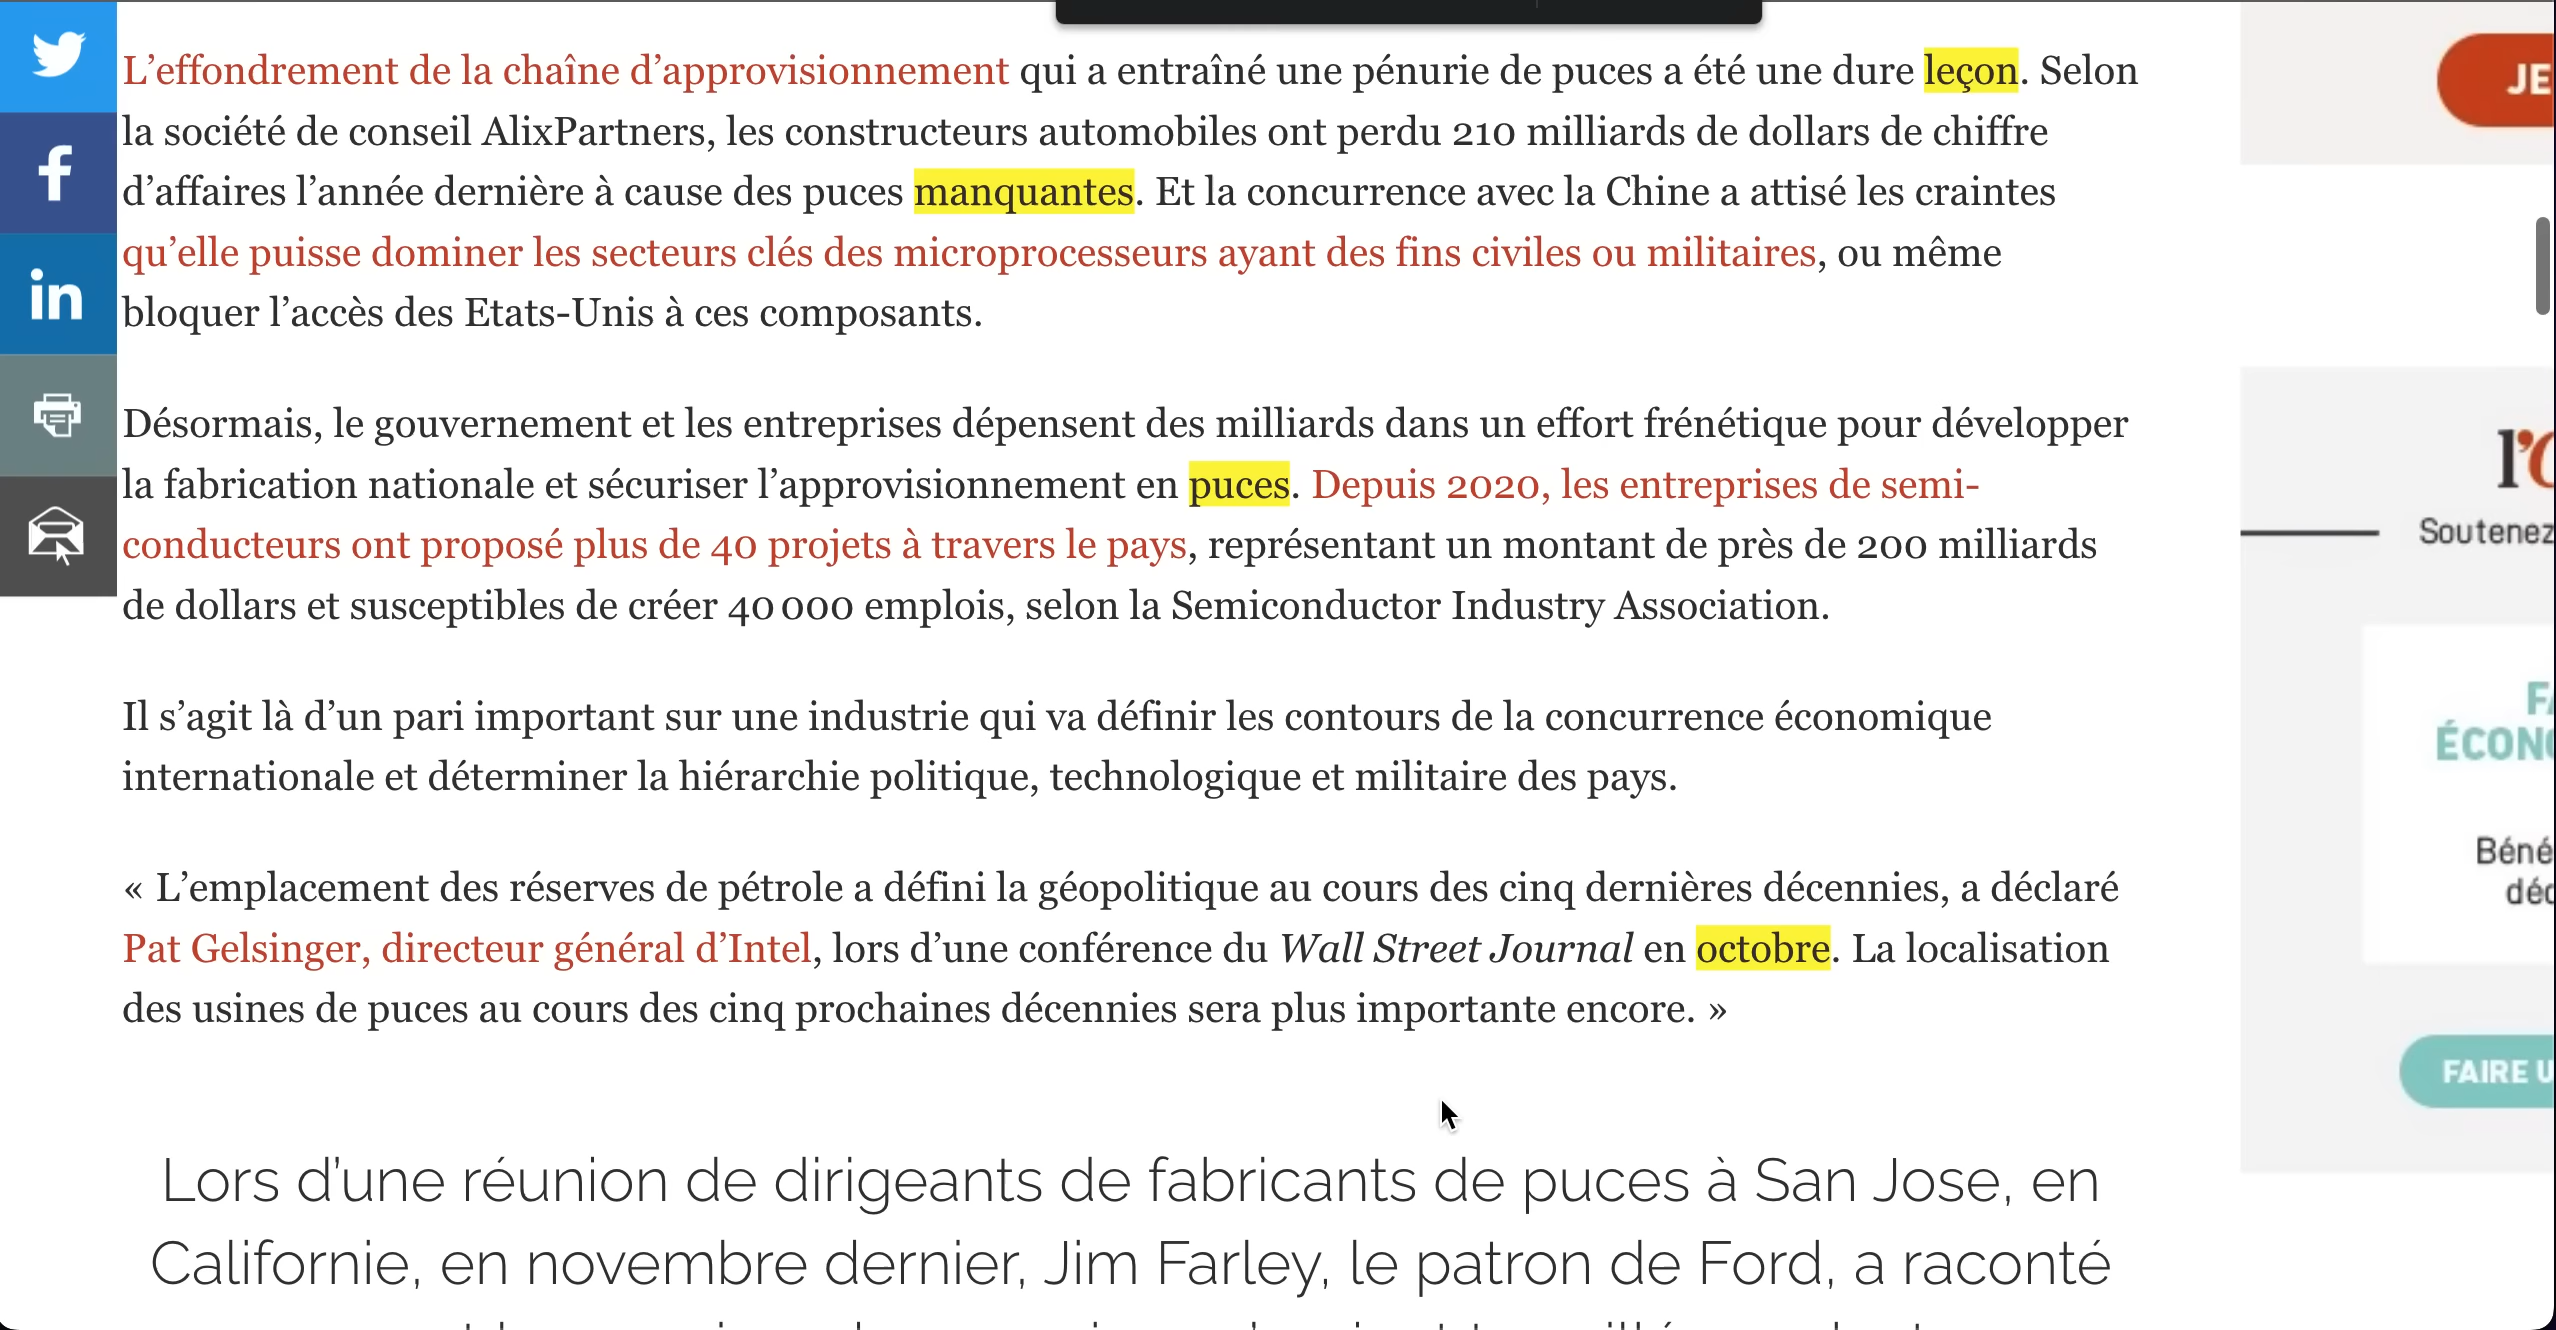 L’effondrement de la chaîne d’approvisionnement qui a entraîné une pénurie de puces a été une dure leçon. Selon
la société de conseil AlixPartners, les constructeurs automobiles ont perdu 210 milliards de dollars de chiffre
d’affaires l’année dernière à cause des puces manquantes. Et la concurrence avec la Chine a attisé les craintes
qu’elle puisse dominer les secteurs clés des microprocesseurs ayant des fins civiles ou militaires, ou même
bloquer l’accès des Etats-Unis à ces composants.
Désormais, le gouvernement et les entreprises dépensent des milliards dans un effort frénétique pour développer
la fabrication nationale et sécuriser l’approvisionnement en puces. Depuis 2020, les entreprises de semi-
conducteurs ont proposé plus de 40 projets à travers le pays, représentant un montant de près de 200 milliards
de dollars et susceptibles de créer 40 000 emplois, selon la Semiconductor Industry Association.
Il s’agit là d’un pari important sur une industrie qui va définir les contours de la concurrence économique
internationale et déterminer la hiérarchie politique, technologique et militaire des pays.
« L’emplacement des réserves de pétrole a défini la géopolitique au cours des cinq dernières décennies, a déclaré
Pat Gelsinger, directeur général d’Intel, lors d’une conférence du Wall Street Journal en octobre. La localisation
des usines de puces au cours des cinq prochaines décennies sera plus importante encore. »
Lors d’une réunion de dirigeants de fabricants de puces à San Jose, en
Californie, en novembre dernier, Jim Farley, le patron de Ford, a raconté
JE
Soutenez
FAIRE